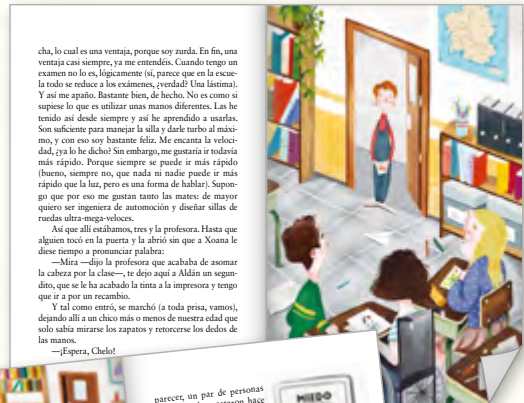 cha, lo cual es una ventaja, porque soy zurda. En fin, una
ventaja casi siempre, ya me entendéis. Cuando tengo un
examen no lo es, lógicamente (sí, parece que en la escue-
la todo se reduce a los exámenes, ¿verdad? Una lástima).
Y así me apaño. Bastante bien, de hecho. No es como si
supiese lo que es utilizar unas manos diferentes. Las he
tenido así desde siempre y así he aprendido a usarlas.
Son suficiente para manejar la silla y darle turbo al máxi-
mo, y con eso soy bastante feliz. Me encanta la veloci-
dad, ¿ya lo he dicho? Sin embargo, me gustaría ir todavía
más rápido. Porque siempre se puede ir más rápido
(bueno, siempre no, que nada ni nadie puede ir más
rápido que la luz, pero es una forma de hablar). Supon-
go que por eso me gustan tanto las mates: de mayor
quiero ser ingeniera de automoción y diseñar sillas de
ruedas ultra-mega-veloces.
Así que allí estábamos, tres y la profesora. Hasta que
alguien tocó en la puerta y la abrió sin que a Xoana le
diese tiempo a pronunciar palabra:
—Mira —dijo la profesora que acababa de asomar
la cabeza por la clase—, te dejo aquí a Aldán un segun-
dito, que se le ha acabado la tinta a la impresora y tengo
que ir a por un recambio.
Y tal como entró, se marchó (a toda prisa, vamos),
dejando allí a un chico más o menos de nuestra edad que
solo sabía mirarse los zapatos y retorcerse los dedos de
las manos.
—¡Espera, Chelo!
parecer, un par de personas
hace
MIEDO